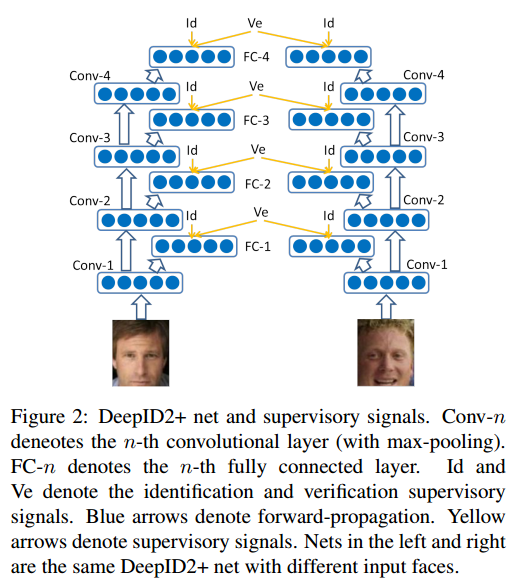 Id Ve Id
FC-4
Conv-4 Id Ve Id Conv-4
FC-3
Conv-3 Id Ve Id Conv-3
FC-2
Conv-2 Id Ve Id Conv-2
FC-1
Conv-1 Conv-1
Figure 2: DeepID2+ net and supervisory signals. Conv-n
deneotes the n-th convolutional layer (with max-pooling).
FC-n denotes the n-th fully connected layer. Id and
Ve denote the identification and verification supervisory
signals. Blue arrows denote forward-propagation. Yellow
arrows denote supervisory signals. Nets in the left and right
are the same DeepID2+ net with different input faces.